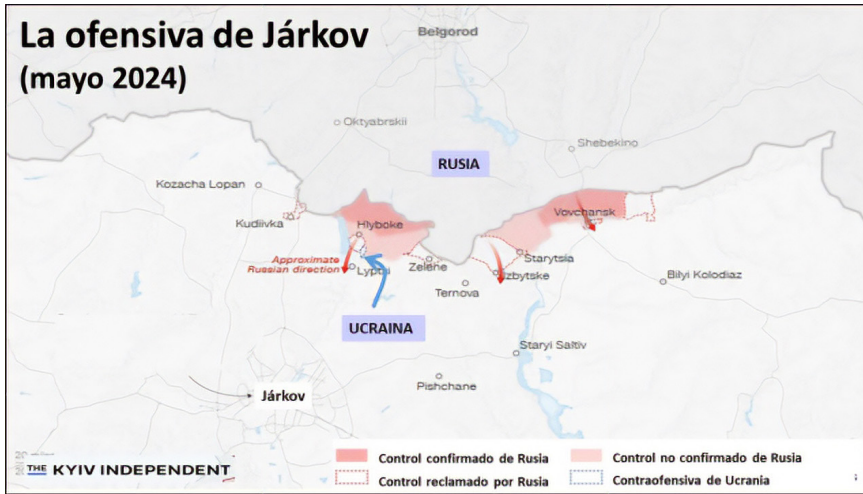 La ofensiva de Járkov
(mayo 2024)
Belgorod
Oktyabrskii
Shebekino
RUSIA
Kozacha Lopan
Vovchansk
Kudiivka
Hlyboke
Approximate
Russian direction
Lyptsi
Zelene
Starytsia
Izbytske
Ternova
Bilyi Kolodiaz
UCRAINA
Staryi Saltiv
Pishchane
Járkov
THE KYIV INDEPENDENT
Control confirmado de Rusia
Control no confirmado de Rusia
Control reclamado por Rusia
Contraofensiva de Ucrania